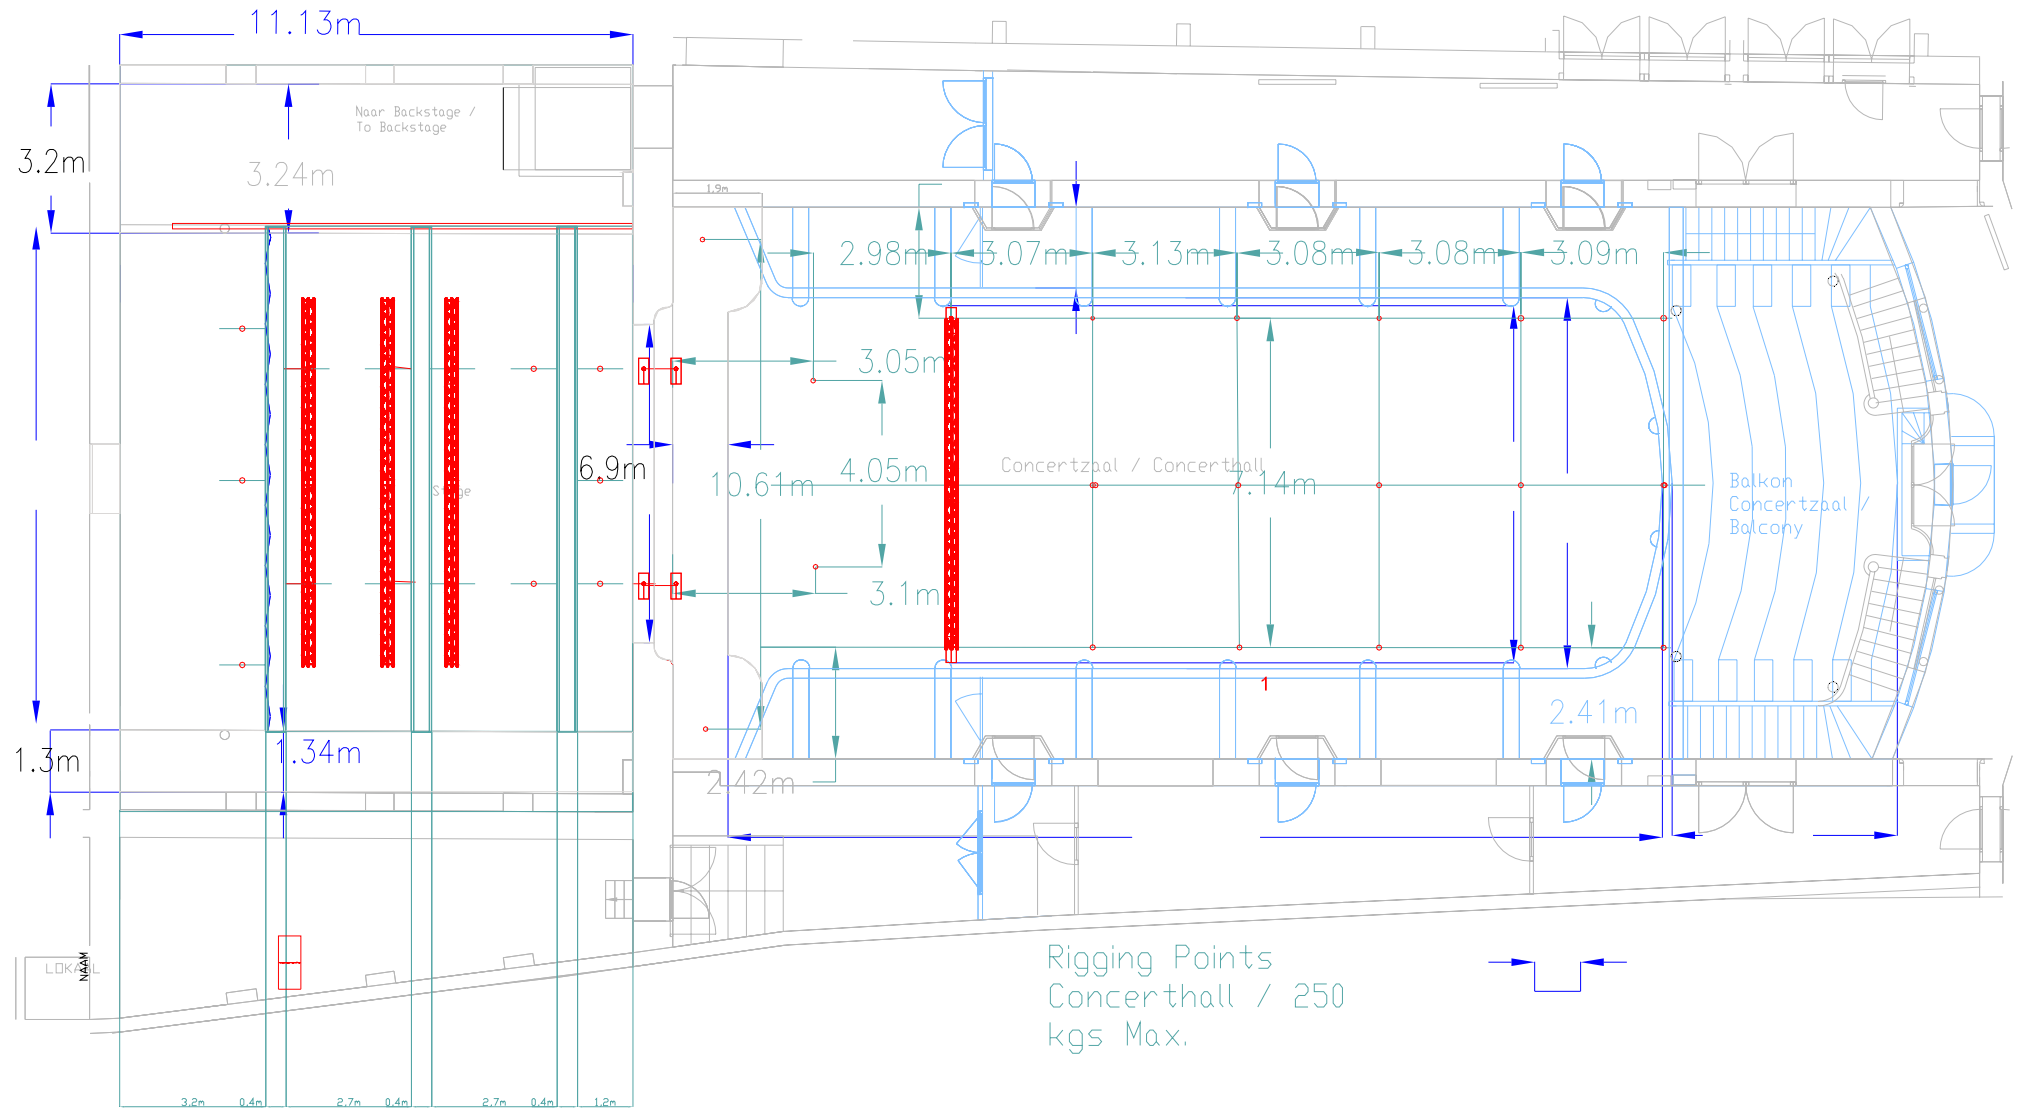 11.13m
Naar Backstage /
To Backstage
3.2m
3.24m
1.9m
2.98m
3.07m
3.13m
3.08m
3.08m
3.09m
3.05m
6.9m
Stage
10.61m
4.05m
Concertzaal / Concerthall
7.14m
Balkon
Concertzaal /
Balcony
3.1m
1
2.41m
1.3m
1.34m
2.42m
LOKAAL
NAAM
Rigging Points
Concerthall / 250
kgs Max.
3.2m
0.4m
2.7m
0.4m
2.7m
0.4m
1.2m